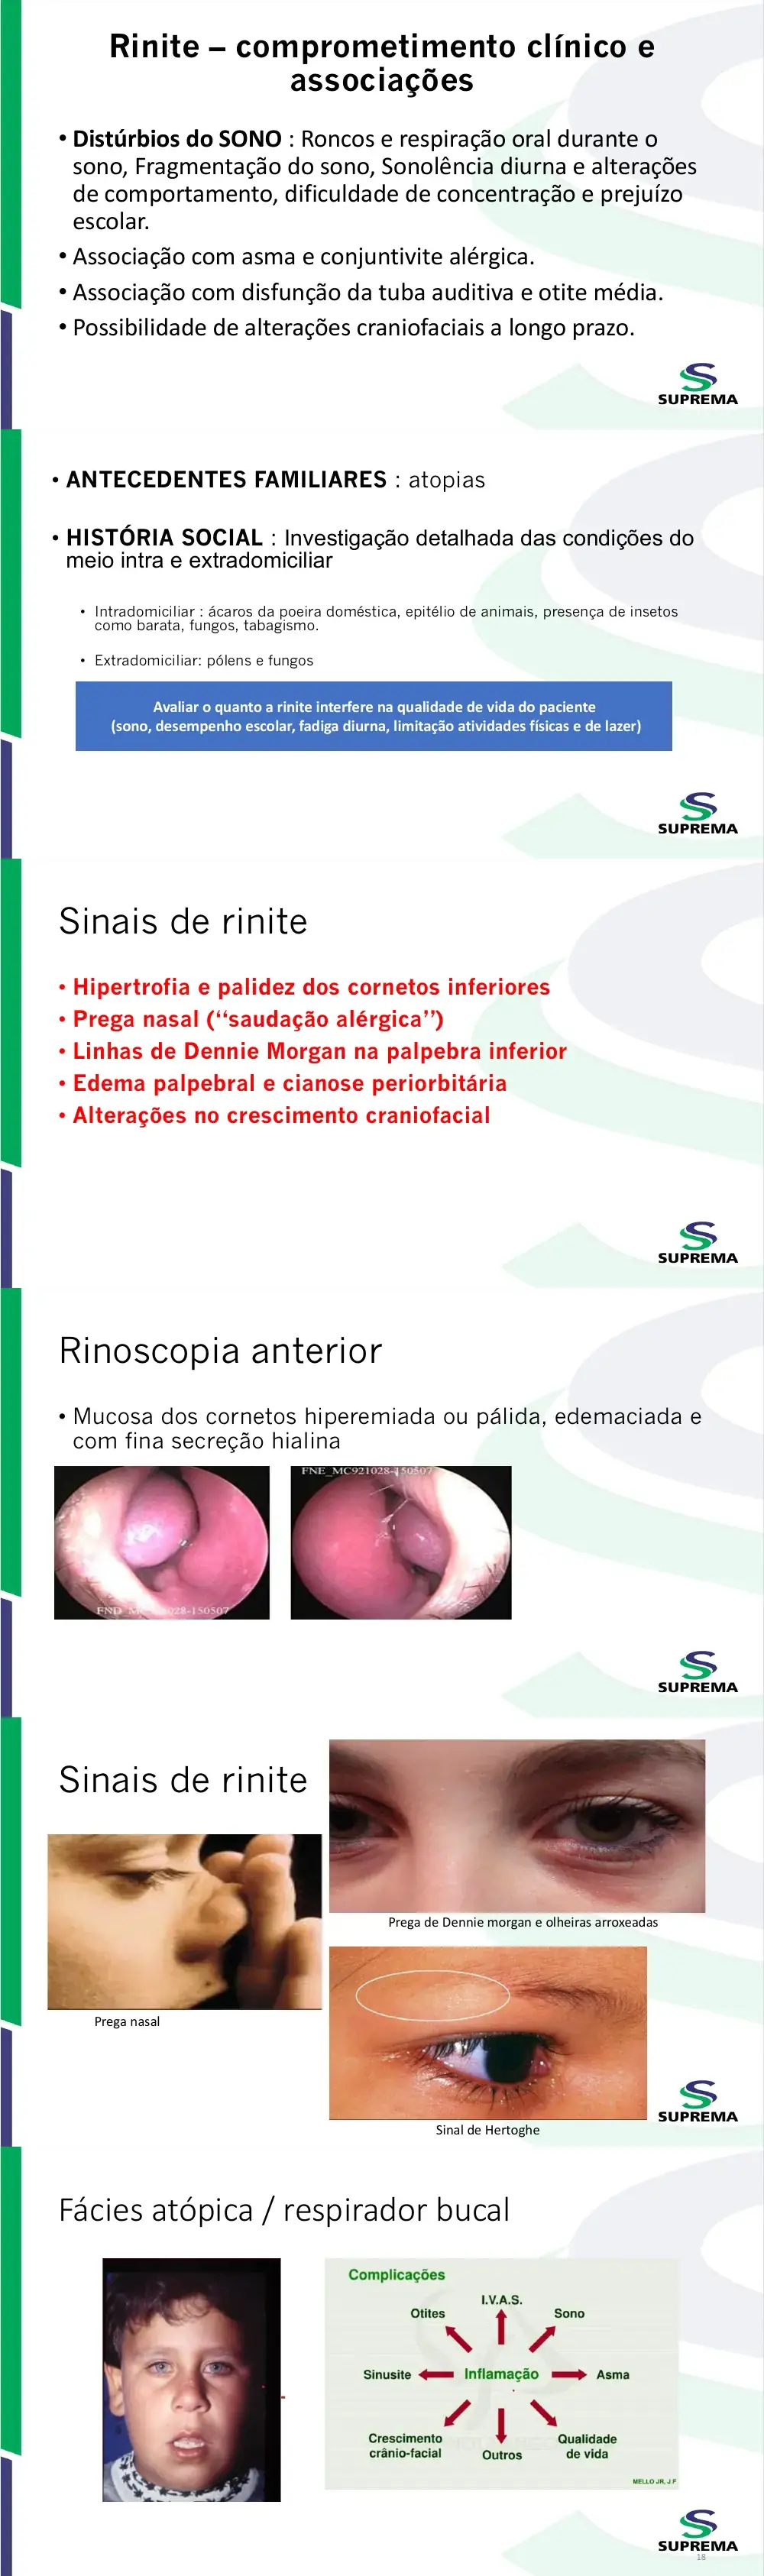 Rinite – comprometimento clínico e
associações
• Distúrbios do SONO : Roncos e respiração oral durante o
sono, Fragmentação do sono, Sonolência diurna e alterações
de comportamento, dificuldade de concentração e prejuízo
escolar.
• Associação com asma e conjuntivite alérgica.
• Associação com disfunção da tuba auditiva e otite média.
• Possibilidade de alterações craniofaciais a longo prazo.
SUPREMA
• ANTECEDENTES FAMILIARES : atopias
• HISTÓRIA SOCIAL : Investigação detalhada das condições do
meio intra e extradomiciliar
• Intradomiciliar : ácaros da poeira doméstica, epitélio de animais, presença de insetos
como barata, fungos, tabagismo.
• Extradomiciliar: pólens e fungos
Avaliar o quanto a rinite interfere na qualidade de vida do paciente
(sono, desempenho escolar, fadiga diurna, limitação atividades físicas e de lazer)
SUPREMA
Sinais de rinite
• Hipertrofia e palidez dos cornetos inferiores
• Prega nasal (“saudação alérgica”)
• Linhas de Dennie Morgan na palpebra inferior
• Edema palpebral e cianose periorbitária
• Alterações no crescimento craniofacial
SUPREMA
Rinoscopia anterior
• Mucosa dos cornetos hiperemiada ou pálida, edemaciada e
com fina secreção hialina
FNE_MC921028-150507
SUPREMA
Sinais de rinite
Prega de Dennie morgan e olheiras arroxeadas
Prega nasal
Sinal de Hertoghe
SUPREMA
Fácies atópica / respirador bucal
Complicações
I.V.A.S.
Otites
Sono
Sinusite
Inflamação
Asma
Crescimento
crânio-facial
Outros
Qualidade
de vida
MELLO JR, J F
SUPREMA
18